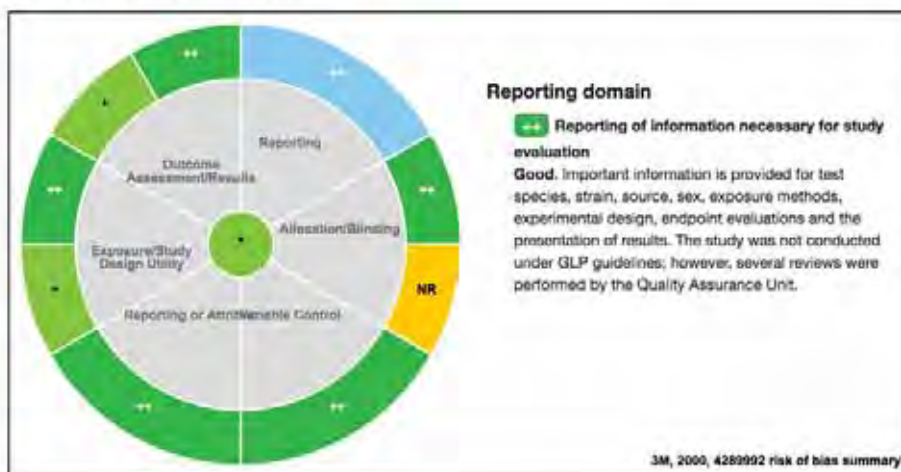 ++
++
+
++
++
+
NR
++
++
Reporting
Outcome
Assessment/Results
Allocation/Blinding
Exposure/Study
Design Utility
Reporting or Attrition
Variable Control
+
Reporting domain
++ Reporting of information necessary for study
evaluation
Good. Important information is provided for test
species, strain, source, sex, exposure methods,
experimental design, endpoint evaluations and the
presentation of results. The study was not conducted
under GLP guidelines; however, several reviews were
performed by the Quality Assurance Unit.
3M, 2000, 4289992 risk of bias summary